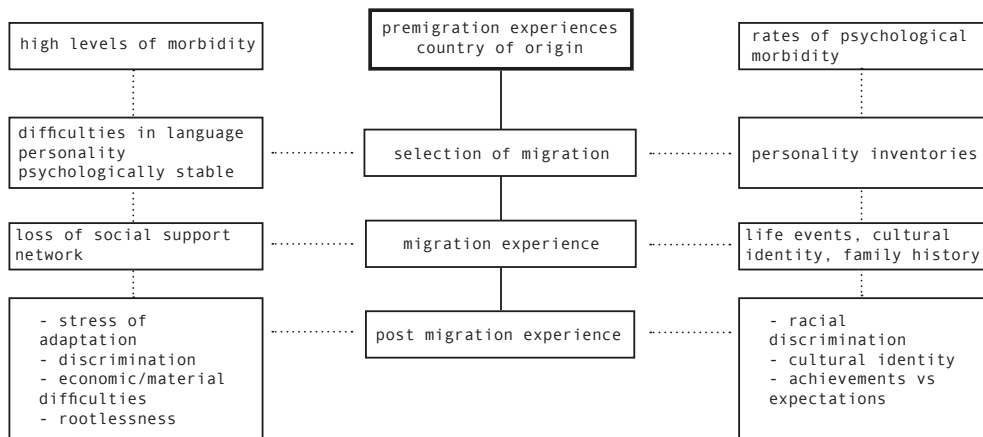 high levels of morbidity
premigration experiences
country of origin
rates of psychological
morbidity
difficulties in language
personality
psychologically stable
selection of migration
personality inventories
loss of social support
network
migration experience
life events, cultural
identity, family history
- stress of
adaptation
- discrimination
- economic/material
difficulties
- rootlessness
post migration experience
- racial
discrimination
- cultural identity
- achievements vs
expectations